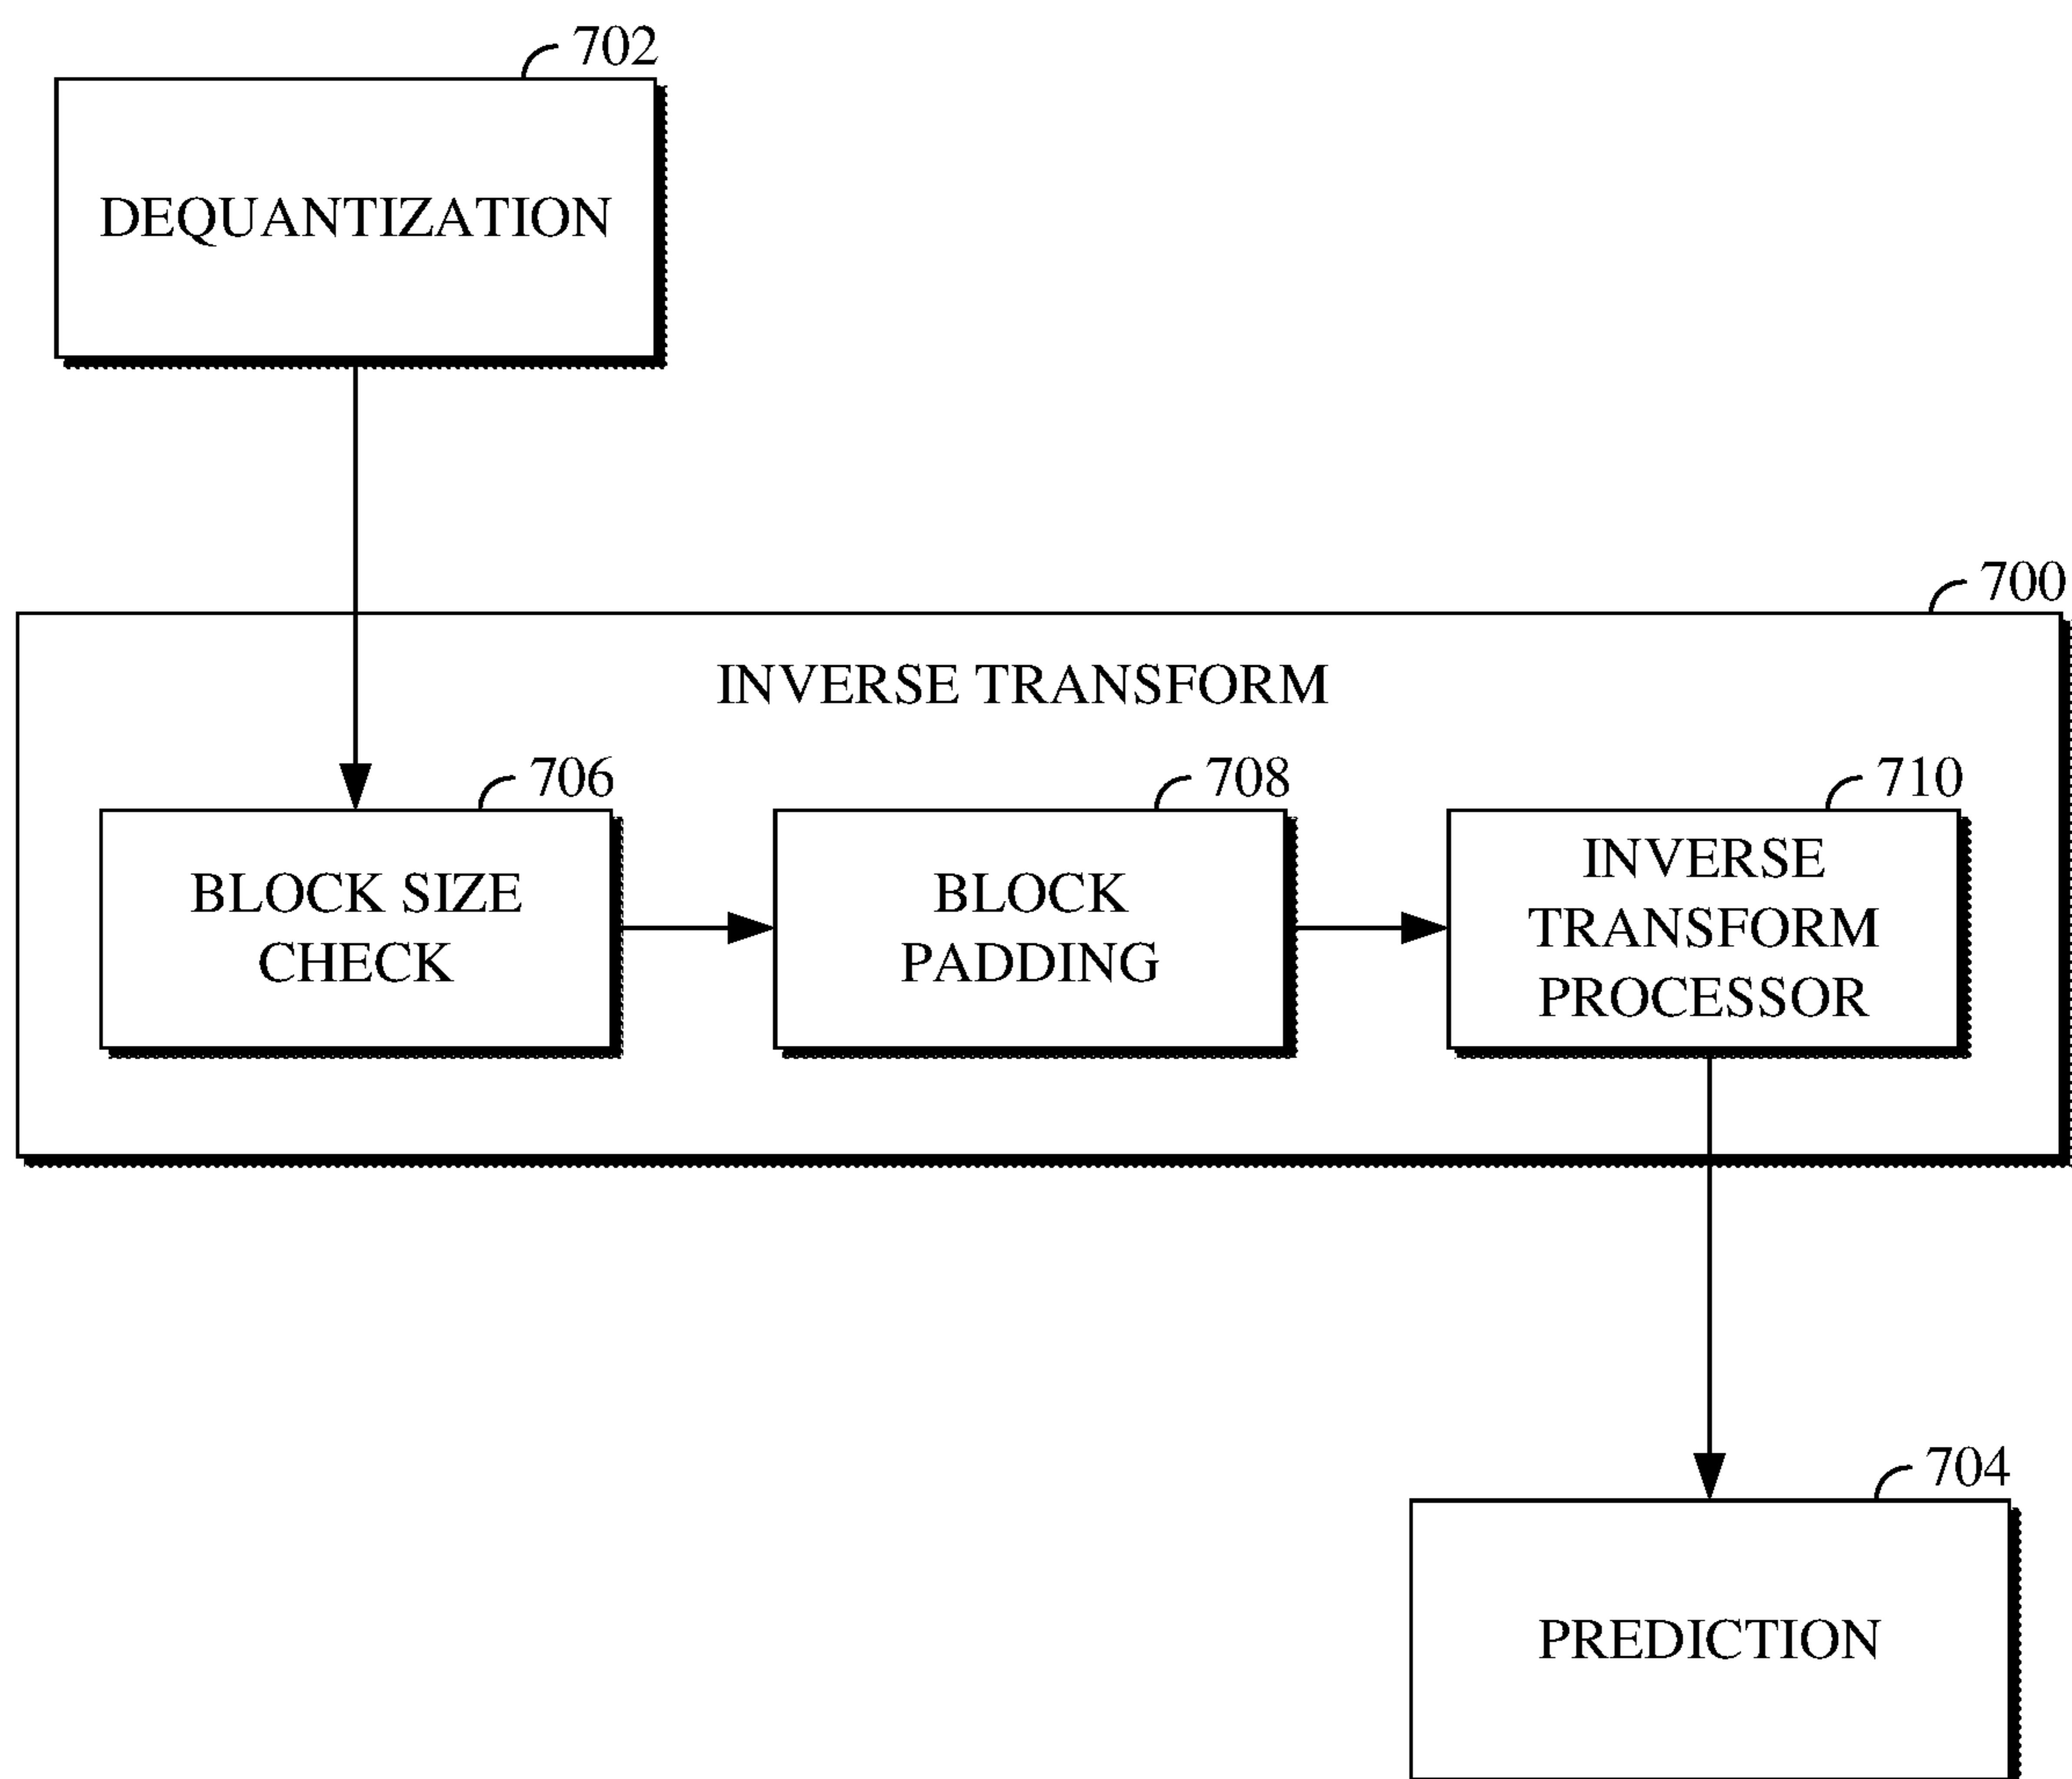 702
DEQUANTIZATION
700
INVERSE TRANSFORM
706
BLOCK SIZE
CHECK
708
BLOCK
PADDING
710
INVERSE
TRANSFORM
PROCESSOR
704
PREDICTION